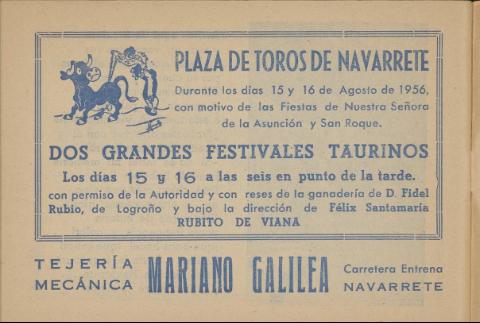 PLAZA DE TOROS DE NAVARRETE
Durante los días 15 y 16 de Agosto de 1956,
con motivo de las Fiestas de Nuestra Señora
de la Asunción y San Roque.
DOS GRANDES FESTIVALES TAURINOS
Los días 15 y 16 a las seis en punto de la tarde.
con permiso de la Autoridad y con reses de la ganadería de D. Fidel
Rubio, de Logroño y bajo la dirección de Félix Santamaría
RUBITO DE VIANA
TEJERÍA
MECÁNICA
MARIANO GALILEA
Carretera Entrena
NAVARRETE